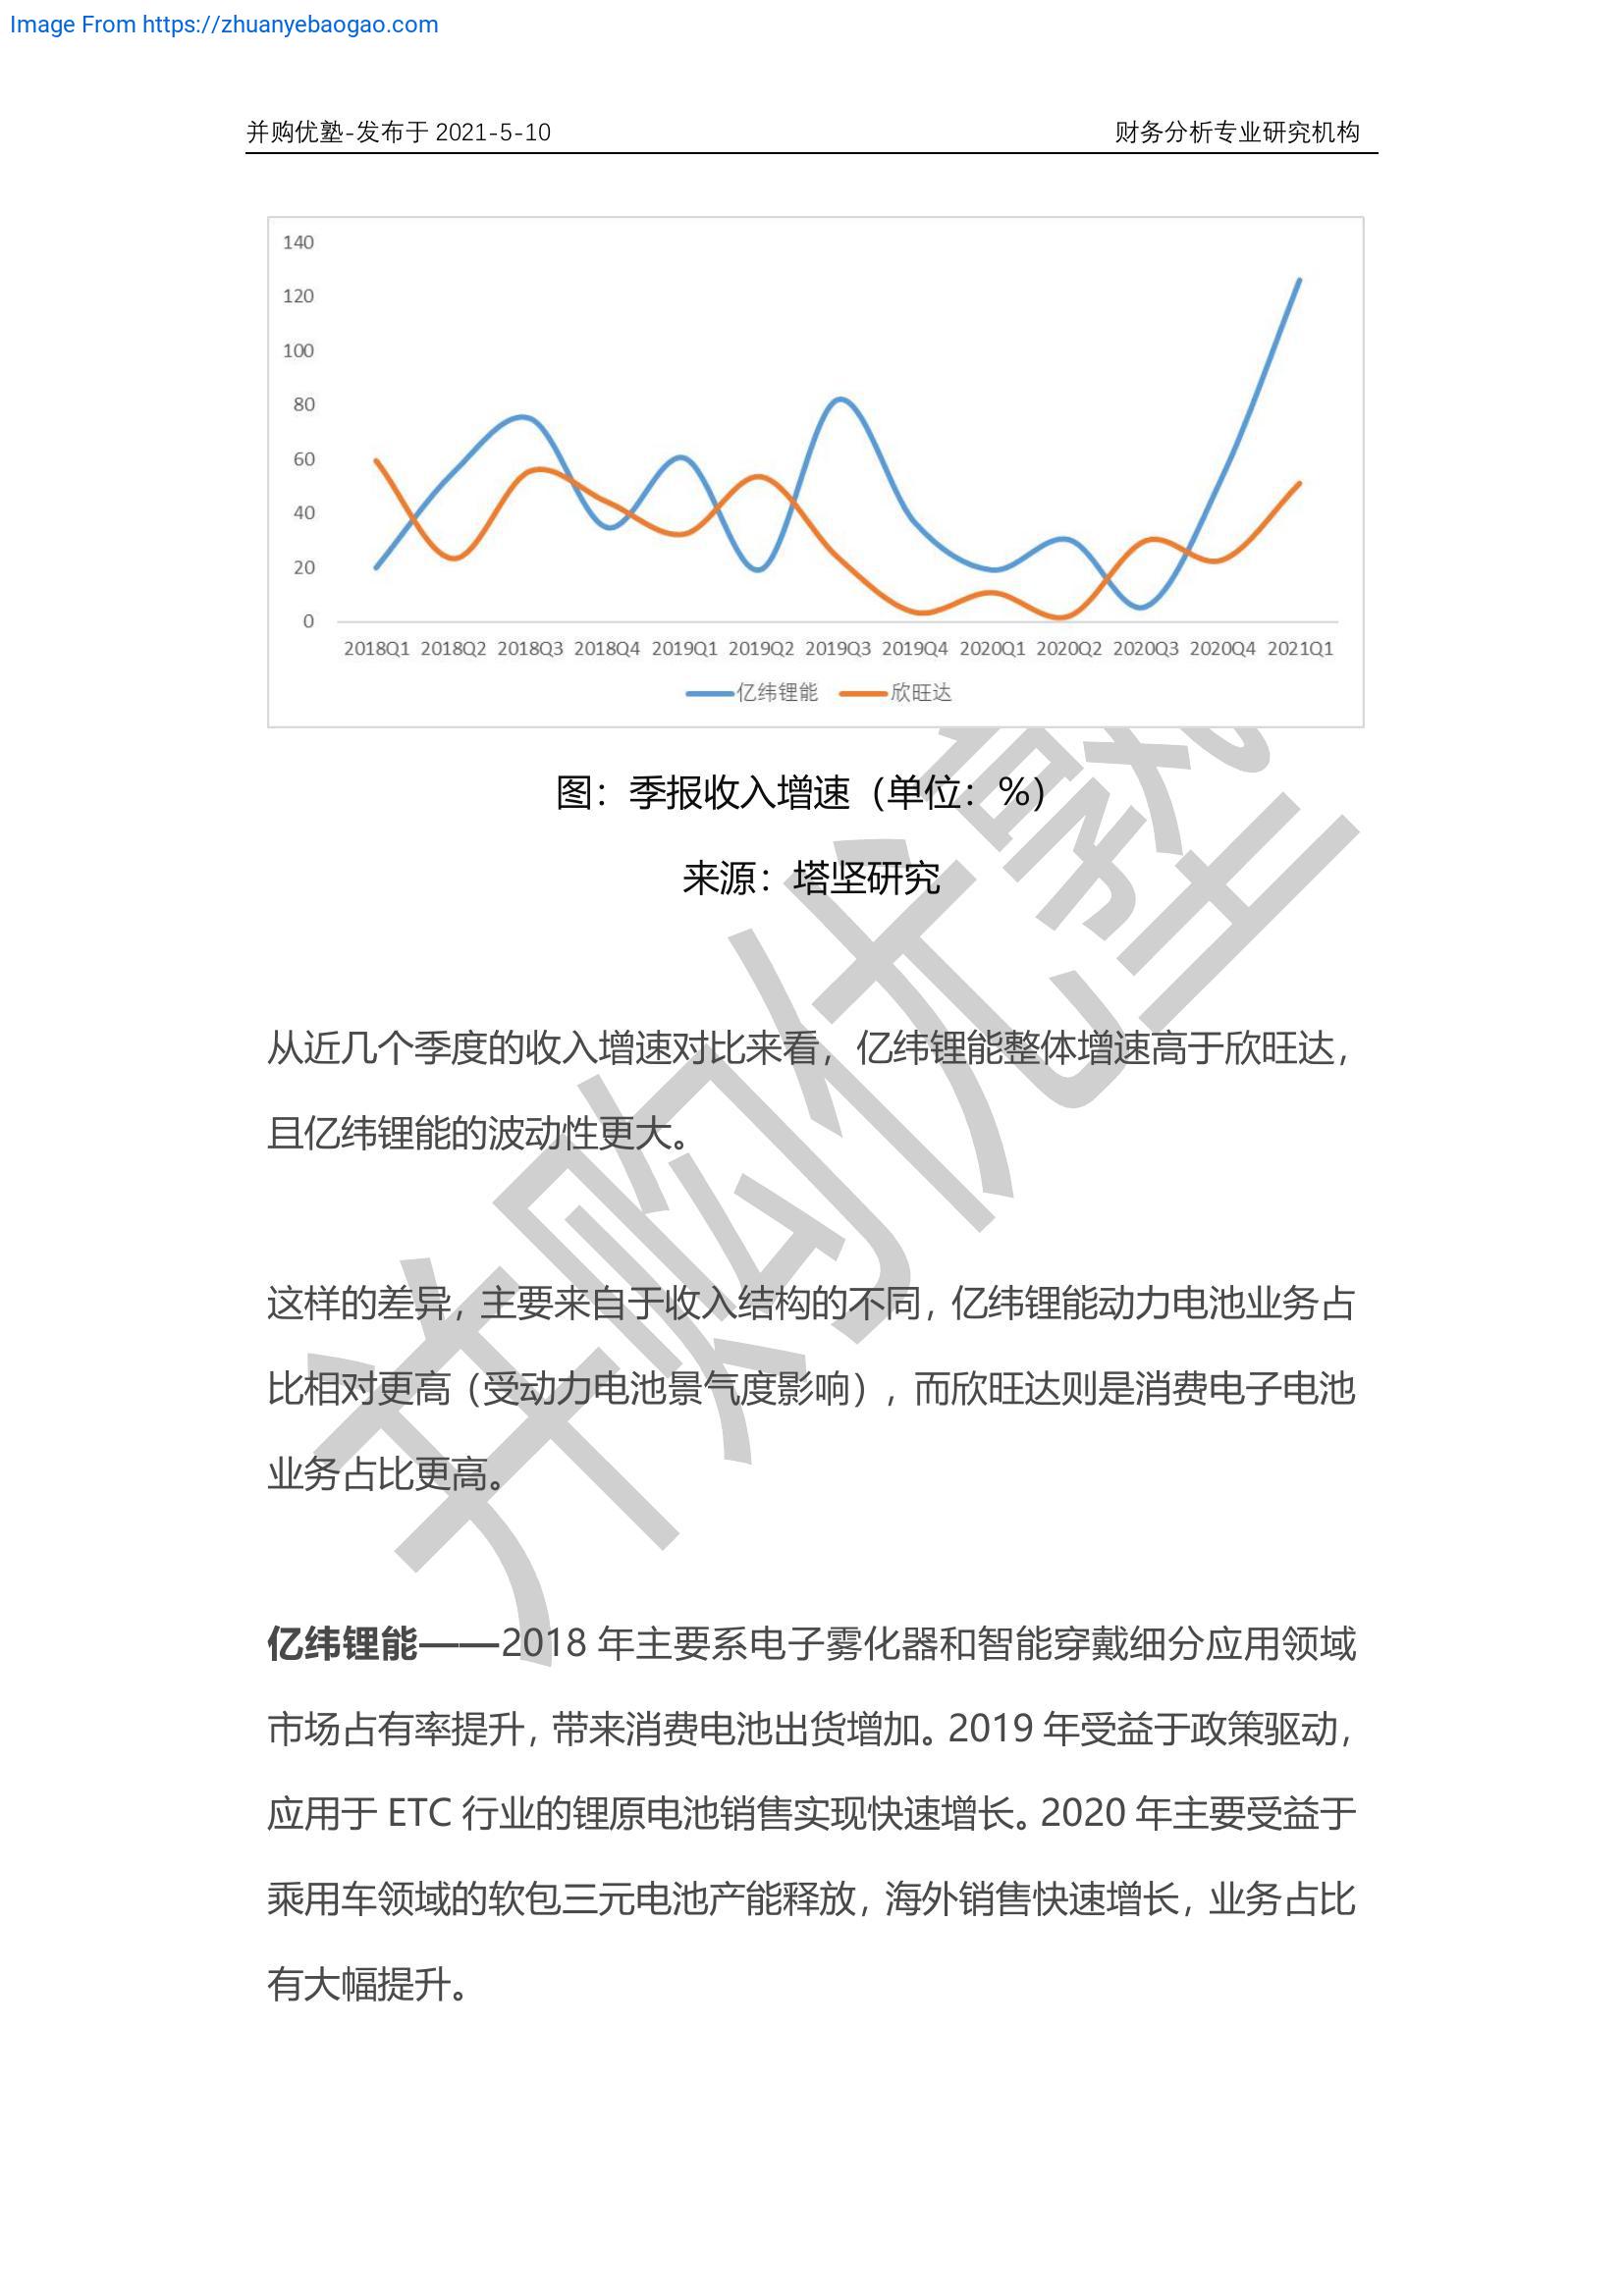 Image From https://zhuanyebaogao.com
并购优塾-发布于 2021-5-10 财务分析专业研究机构
140
120
100
80
60
40
20
0
2018Q1 2018Q2 2018Q3 2018Q4 2019Q1 2019Q2 2019Q3 2019Q4 2020Q1 2020Q2 2020Q3 2020Q4 2021Q1
亿纬锂能 欣旺达
图：季报收入增速（单位：%）
来源：塔坚研究
并购优塾
从近几个季度的收入增速对比来看，亿纬锂能整体增速高于欣旺达，
且亿纬锂能的波动性更大。
这样的差异，主要来自于收入结构的不同，亿纬锂能动力电池业务占
比相对更高（受动力电池景气度影响），而欣旺达则是消费电子电池
业务占比更高。
亿纬锂能——2018 年主要系电子雾化器和智能穿戴细分应用领域
市场占有率提升，带来消费电池出货增加。2019 年受益于政策驱动，
应用于 ETC 行业的锂原电池销售实现快速增长。2020 年主要受益于
乘用车领域的软包三元电池产能释放，海外销售快速增长，业务占比
有大幅提升。